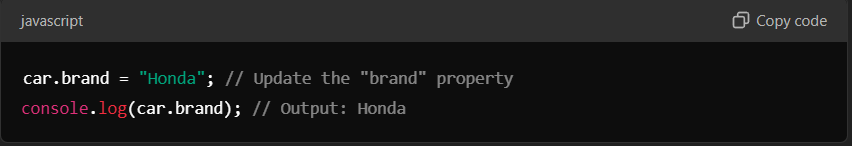 javascript
Copy code
car.brand = "Honda"; // Update the "brand" property
console.log(car.brand); // Output: Honda